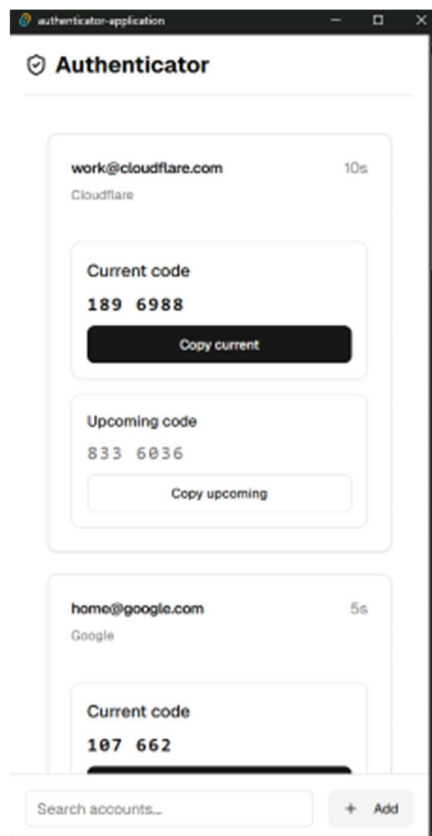 authenticator-application
Authenticator
work@cloudflare.com 10s
Cloudflare
Current code
189 6988
Copy current
Upcoming code
833 6036
Copy upcoming
home@google.com 5s
Google
Current code
107 662
Search accounts...
+ Add